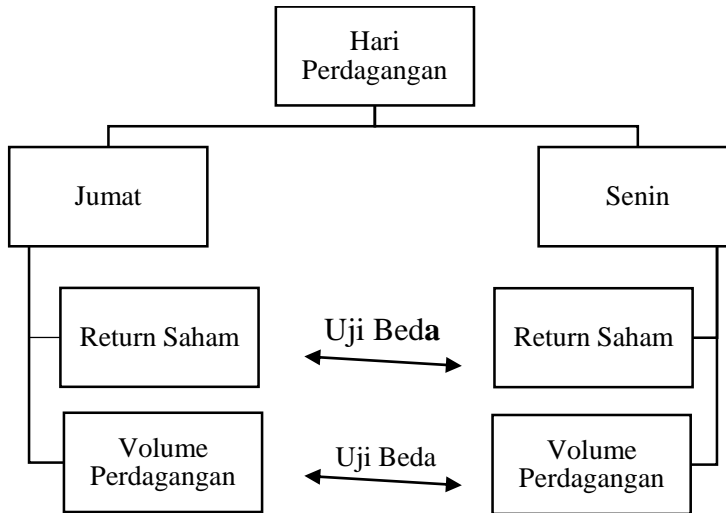 Hari
Perdagangan
Jumat
Senin
Return Saham
Uji Beda
Return Saham
Volume
Perdagangan
Uji Beda
Volume
Perdagangan